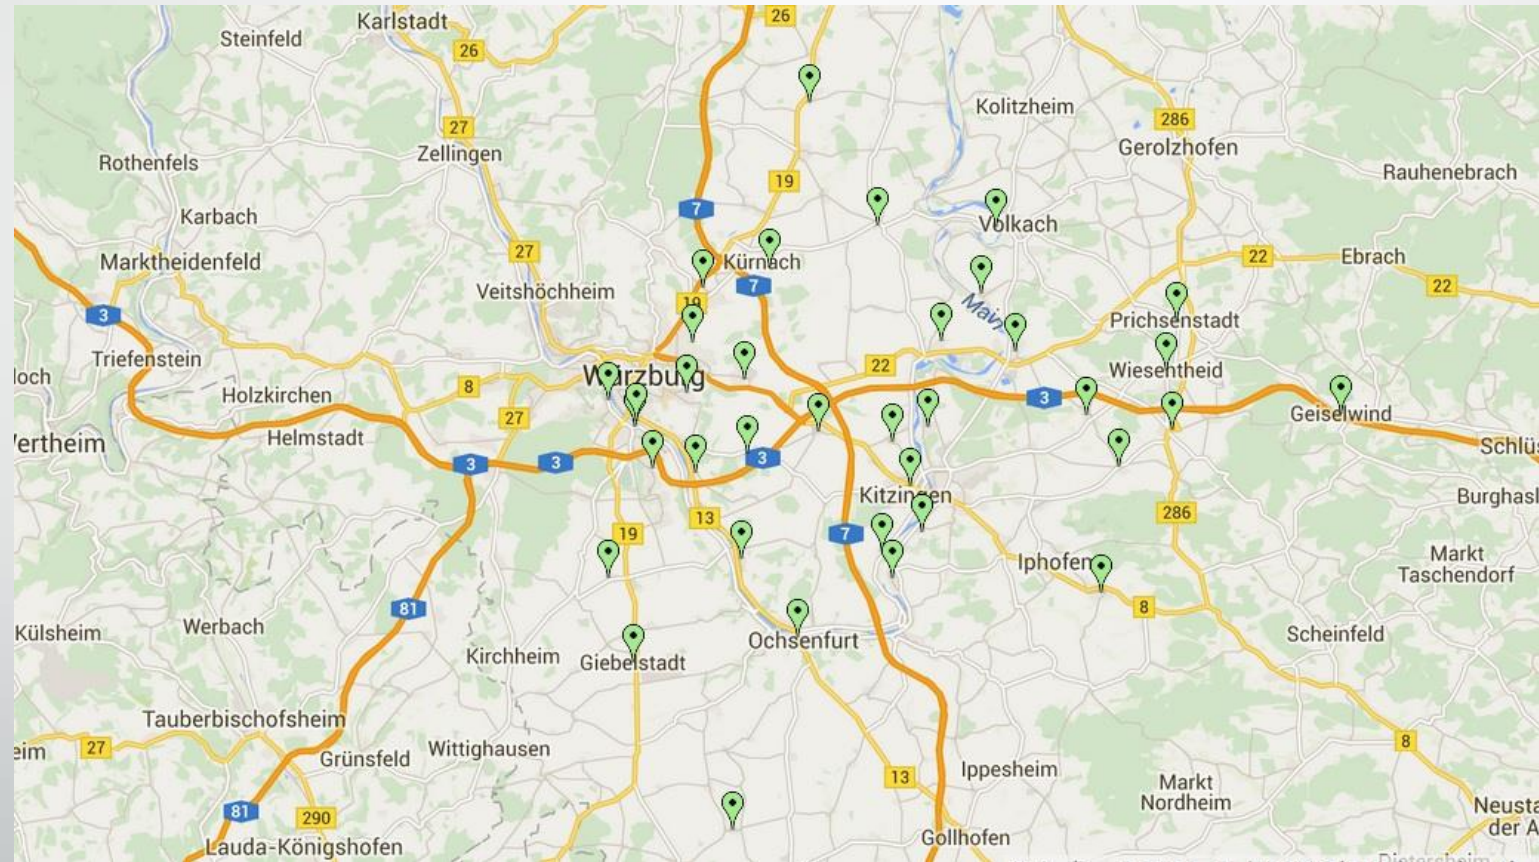 Karlstadt
26
Steinfeld
26
Kolitzheim
286
27
Gerolzhofen
Zellingen
Rothenfels
19
Rauhenebrach
7
Karbach
Volkach
27
22
Ebrach
Marktheidenfeld
Kürnach
7
22
Veitshöchheim
19
Main
3
Prichsenstadt
Triefenstein
22
Wiesentheid
Würzburg
8
Holzkirchen
3
27
Geiselwind
Helmstadt
3
3
3
Kitzingen
286
13
19
7
Iphofen
Markt
Taschendorf
81
8
Külsheim
Werbach
Scheinfeld
Ochsenfurt
Kirchheim
Giebelstadt
Tauberbischofsheim
27
8
Wittighausen
Grünsfeld
Ippesheim
13
Markt
Nordheim
81
290
Gollhofen
Lauda-Königshofen